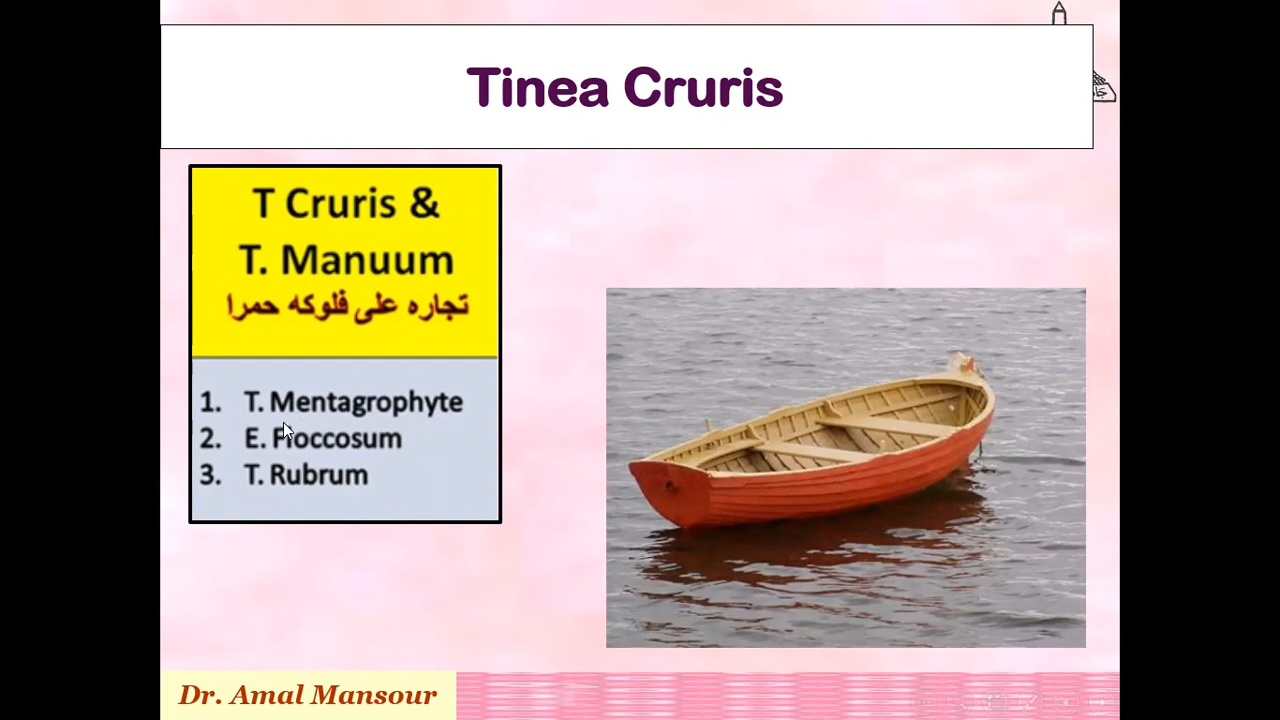 Tinea Cruris
T Cruris &
T. Manuum
تجاره على فلوكه حمرا
1. T. Mentagrophyte
2. E. Floccosum
3. T. Rubrum
Dr. Amal Mansour